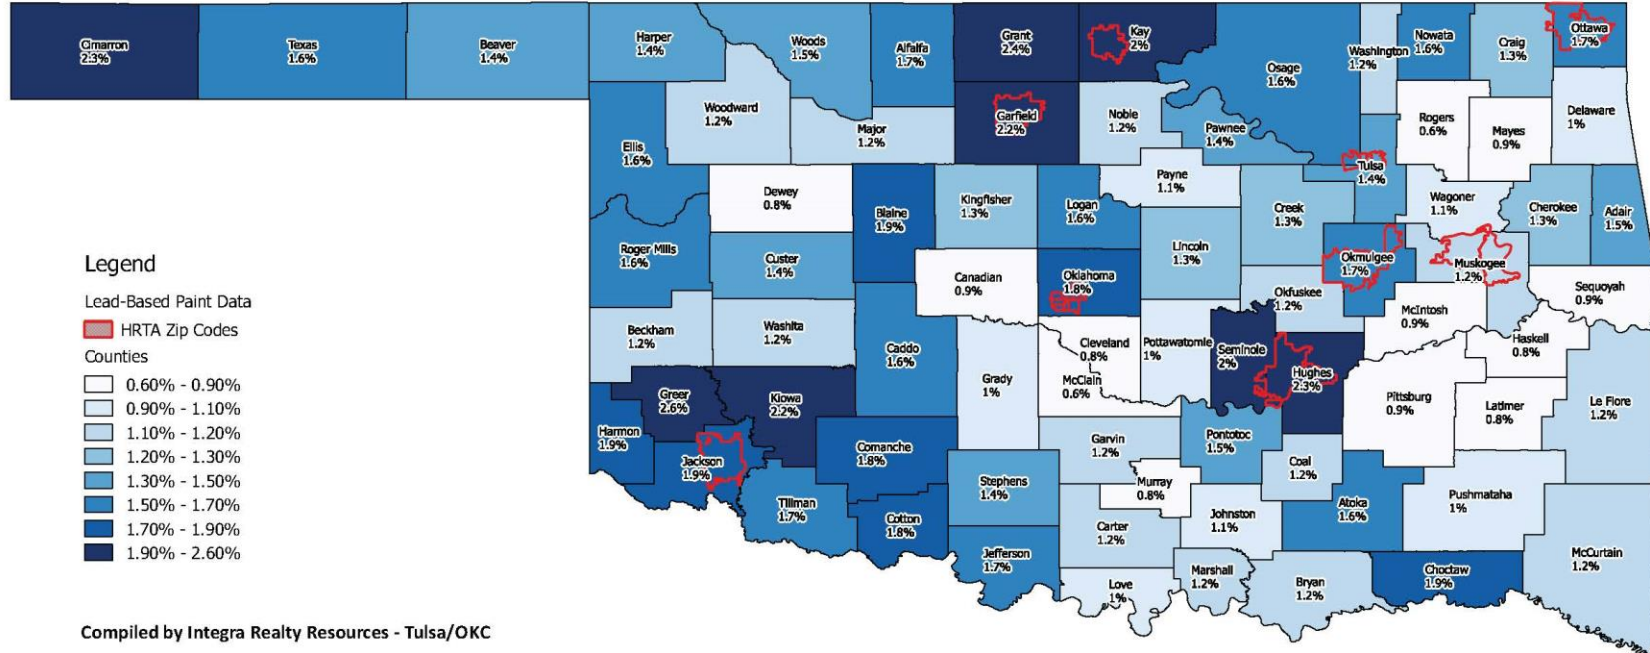 Cimarron
2.3%
Texas
1.6%
Beaver
1.4%
Harper
1.4%
Woods
1.5%
Alfalfa
1.7%
Grant
2.4%
Kay
2%
Osage
1.6%
Washington
1.2%
Nowata
1.6%
Craig
1.3%
Ottawa
1.7%
Ellis
1.6%
Woodward
1.2%
Major
1.2%
Garfield
2.2%
Noble
1.2%
Pawnee
1.4%
Tulsa
1.4%
Rogers
0.6%
Mayes
0.9%
Delaware
1%
Dewey
0.8%
Blaine
1.9%
Kingfisher
1.3%
Logan
1.6%
Payne
1.1%
Creek
1.3%
Wagoner
1.1%
Cherokee
1.3%
Adair
1.5%
Roger Mills
1.6%
Custer
1.4%
Canadian
0.9%
Oklahoma
1.8%
Lincoln
1.3%
Okmulgee
1.7%
Muskogee
1.2%
Sequoyah
0.9%
Okfuskee
1.2%
McIntosh
0.9%
Beckham
1.2%
Washita
1.2%
Caddo
1.6%
Grady
1%
Cleveland
0.8%
McClain
0.6%
Pottawatomie
1%
Seminole
2%
Hughes
2.3%
Haskell
0.8%
Pittsburg
0.9%
Latimer
0.8%
Le Flore
1.2%
Greer
2.6%
Kiowa
2.2%
Harmon
1.9%
Jackson
1.9%
Comanche
1.8%
Tillman
1.7%
Cotton
1.8%
Stephens
1.4%
Jefferson
1.7%
Garvin
1.2%
Murray
0.8%
Pontotoc
1.5%
Coal
1.2%
Carter
1.2%
Johnston
1.1%
Atoka
1.6%
Pushmataha
1%
Love
1%
Marshall
1.2%
Bryan
1.2%
Choctaw
1.9%
McCurtain
1.2%
Legend
Lead-Based Paint Data
HRTA Zip Codes
Counties
0.60% - 0.90%
0.90% - 1.10%
1.10% - 1.20%
1.20% - 1.30%
1.30% - 1.50%
1.50% - 1.70%
1.70% - 1.90%
1.90% - 2.60%
Compiled by Integra Realty Resources - Tulsa/OKC